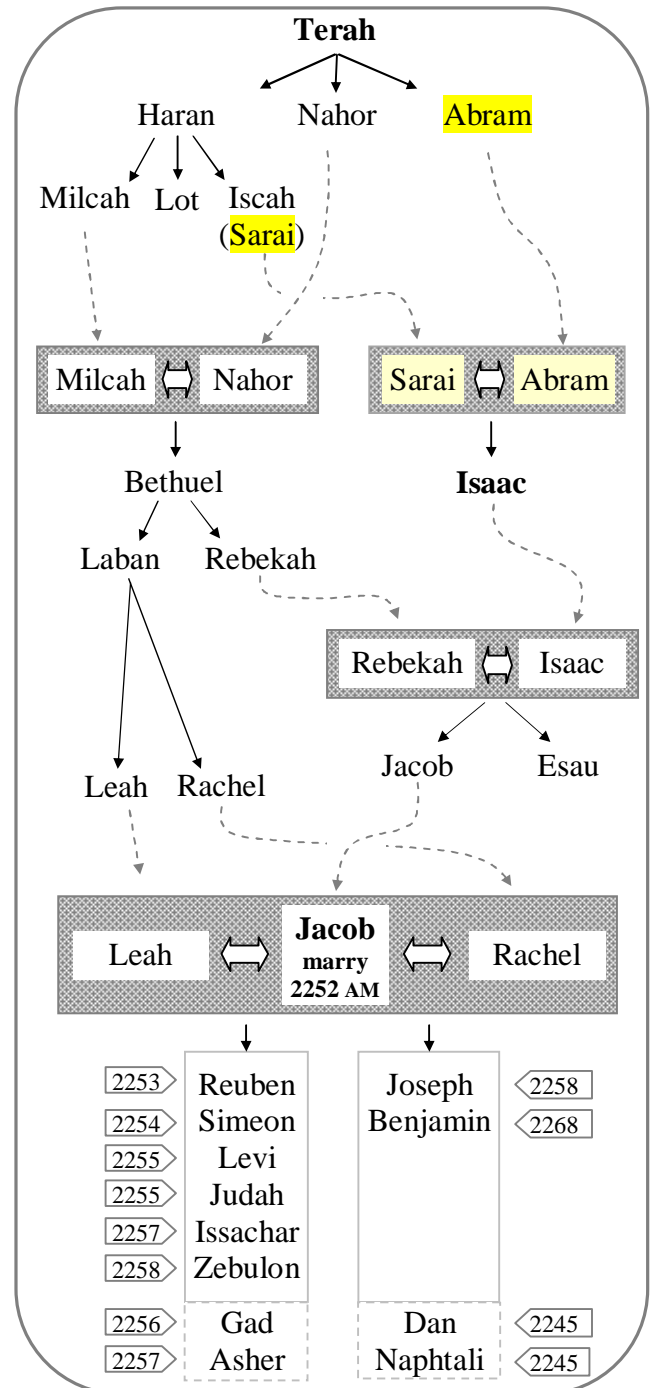 Terah
Haran Nahor Abram
Milcah Lot Iscah
(Sarai)
Milcah Nahor Sarai Abram
Bethuel Isaac
Laban Rebekah
Rebekah Isaac
Jacob Esau
Leah Rachel
Leah Jacob Rachel
marry
2252 AM
2253 Reuben Joseph 2258
2254 Simeon Benjamin 2268
2255 Levi
2255 Judah
2257 Issachar
2258 Zebulon
2256 Gad Dan 2245
2257 Asher Naphtali 2245